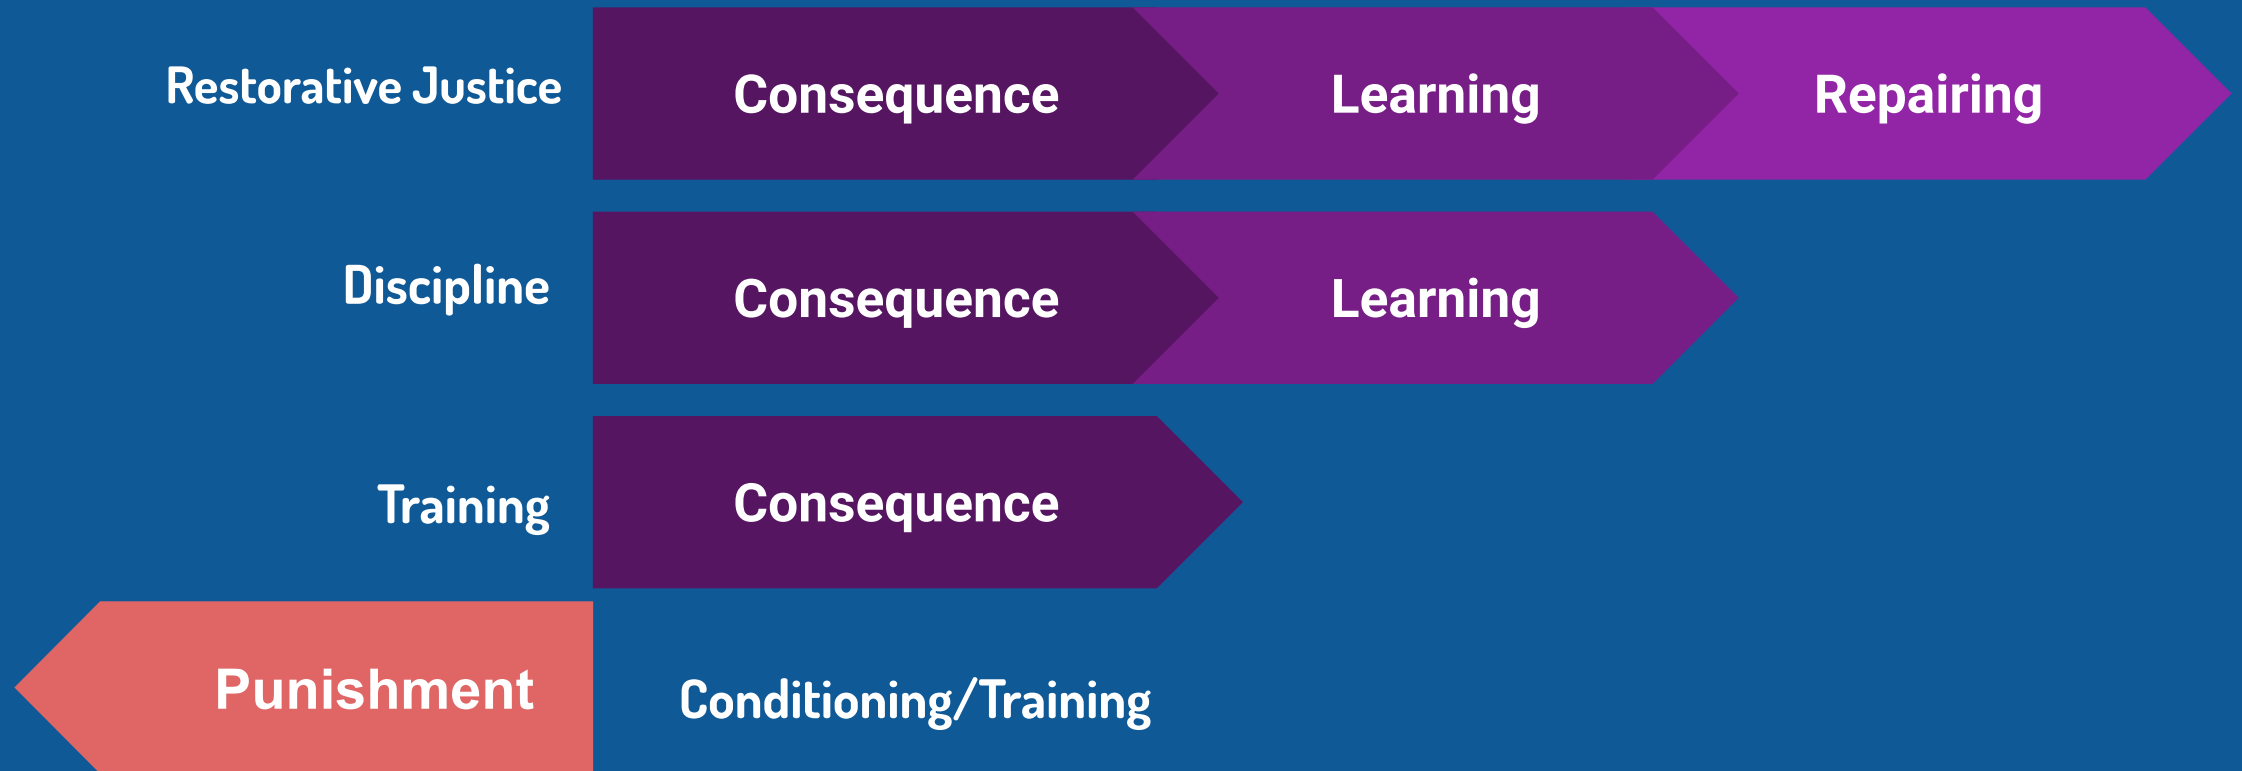 Restorative Justice
Consequence
Learning
Repairing
Discipline
Consequence
Learning
Training
Consequence
Punishment
Conditioning/Training